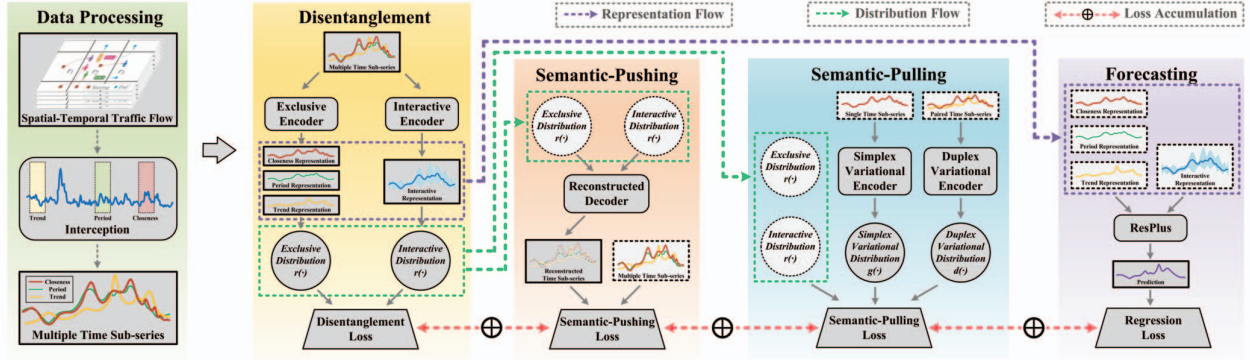 Data Processing
Spatial-Temporal Traffic Flow
Trend
Period
Closeness
Interception
Closeness
Period
Trend
Multiple Time Sub-series
Disentanglement
Multiple Time Sub-series
Exclusive
Encoder
Interactive
Encoder
Closeness Representation
Period Representation
Trend Representation
Interactive
Representation
Exclusive
Distribution
r(·)
Interactive
Distribution
r(·)
Disentanglement
Loss
Representation Flow
Distribution Flow
Loss Accumulation
Semantic-Pushing
Exclusive
Distribution
r(·)
Interactive
Distribution
r(·)
Reconstructed
Decoder
Reconstructed
Time Sub-series
Multiple Time Sub-series
Semantic-Pushing
Loss
Semantic-Pulling
Single Time Sub-series
Paired Time Sub-series
Exclusive
Distribution
r(·)
Simplex
Variational
Encoder
Duplex
Variational
Encoder
Interactive
Distribution
r(·)
Simplex
Variational
Distribution
g(·)
Duplex
Variational
Distribution
d(·)
Semantic-Pulling
Loss
Forecasting
Closeness Representation
Period Representation
Trend Representation
Interactive
Representation
ResPlus
Prediction
Regression
Loss